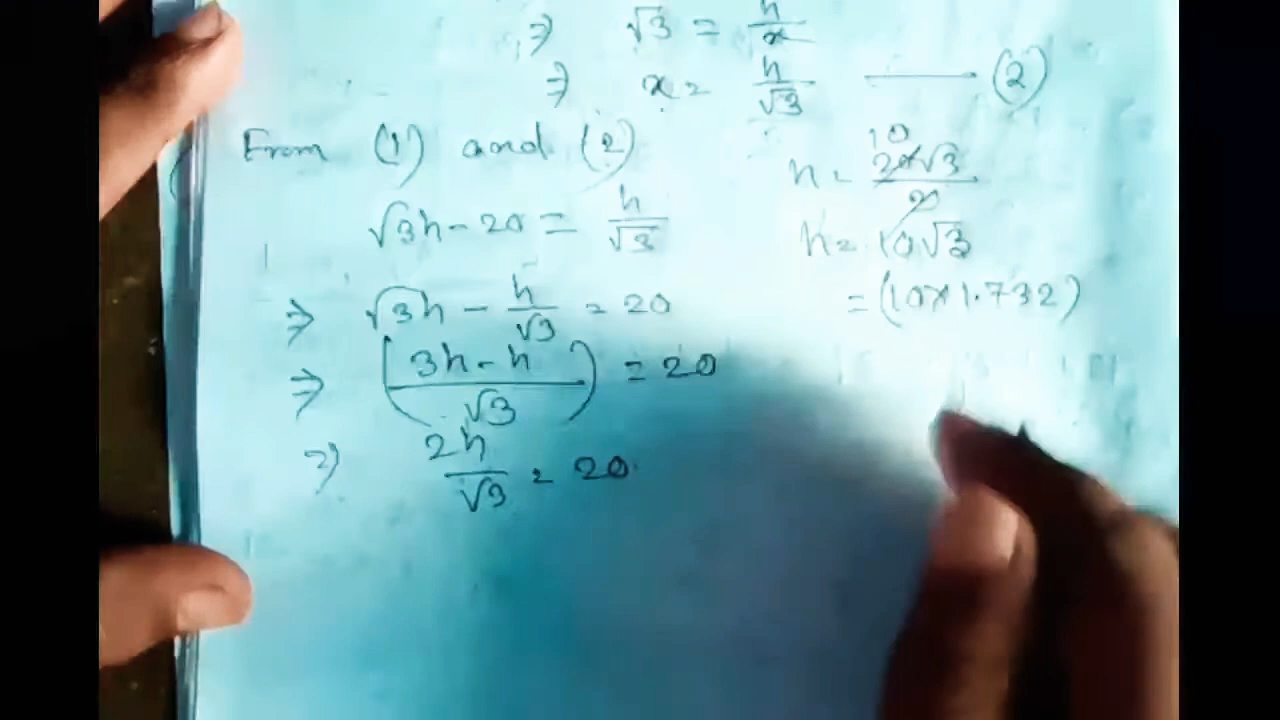 ⇒ √3 = h/x
⇒ x = h/√3 —— (2)
From (1) and (2)
√3h - 20 = h/√3
⇒ √3h - h/√3 = 20
⇒ (3h - h / √3) = 20
⇒ 2h/√3 = 20
10
h = 20√3/2
h = 10√3
= (10×1.732)